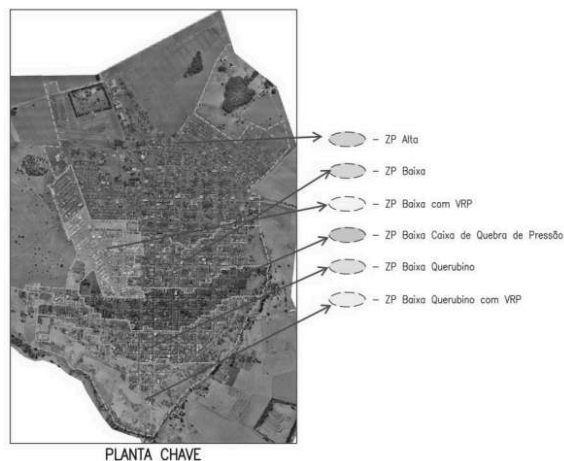 – ZP Alta
– ZP Baixa
– ZP Baixa com VRP
– ZP Baixa Caixa de Quebra de Pressão
– ZP Baixa Querubino
– ZP Baixa Querubino com VRP
PLANTA CHAVE